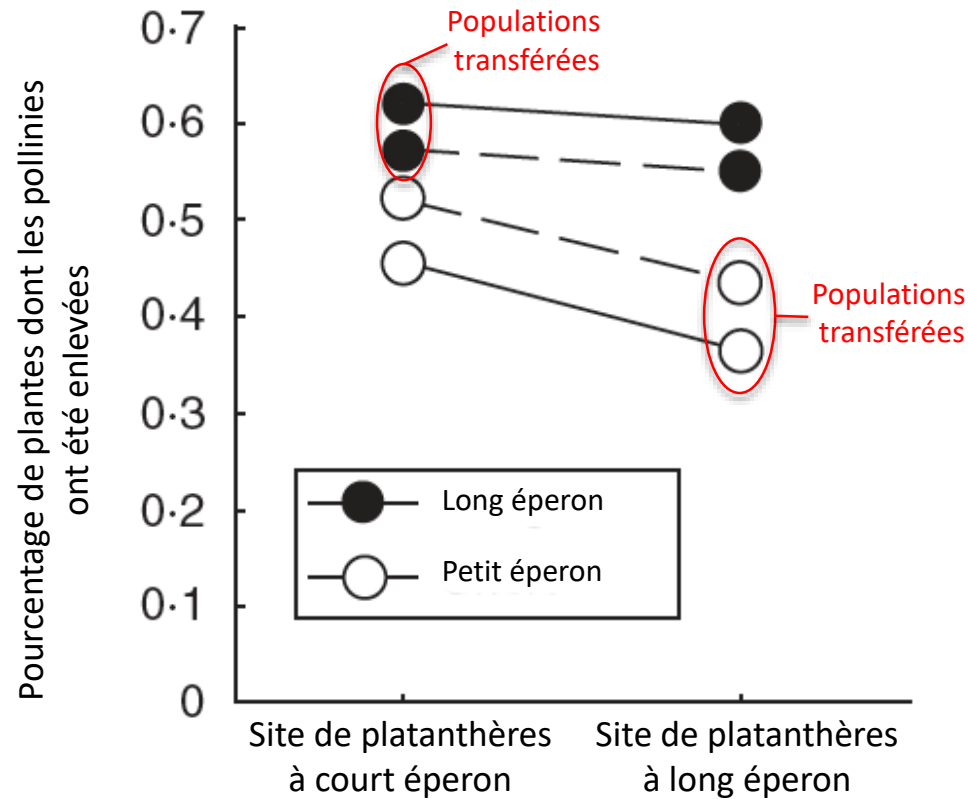 Pourcentage de plantes dont les pollinies
ont été enlevées
0·7
0·6
0·5
0·4
0·3
0·2
0·1
0
Populations
transférées
Populations
transférées
Long éperon
Petit éperon
Site de platanthères
à court éperon
Site de platanthères
à long éperon